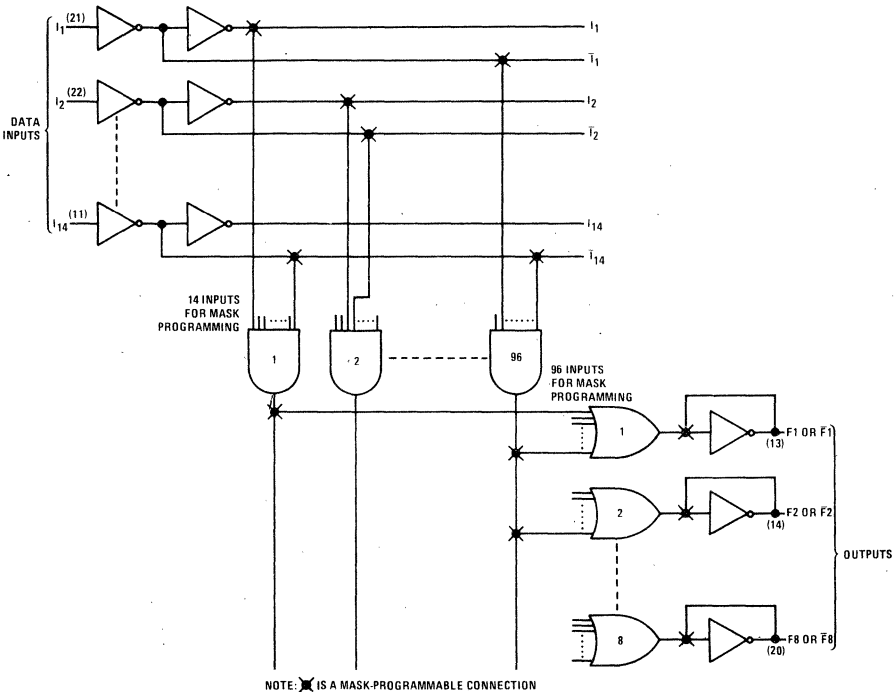 I1 (21)
I1
Ī1
I2 (22)
I2
Ī2
DATA
INPUTS
I14 (11)
I14
Ī14
14 INPUTS
FOR MASK
PROGRAMMING
1
2
96
96 INPUTS
FOR MASK
PROGRAMMING
1
F1 OR F̄1
(13)
2
F2 OR F̄2
(14)
OUTPUTS
8
F8 OR F̄8
(20)
NOTE: IS A MASK-PROGRAMMABLE CONNECTION